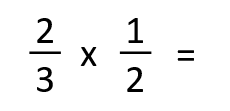 2/3 x 1/2 =